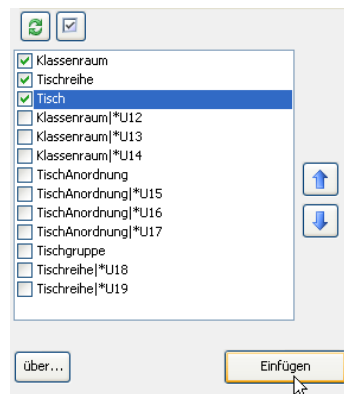 Klassenraum
Tischreihe
Tisch
Klassenraum|*U12
Klassenraum|*U13
Klassenraum|*U14
TischAnordnung
TischAnordnung|*U15
TischAnordnung|*U16
TischAnordnung|*U17
Tischgruppe
Tischreihe|*U18
Tischreihe|*U19
über... Einfügen